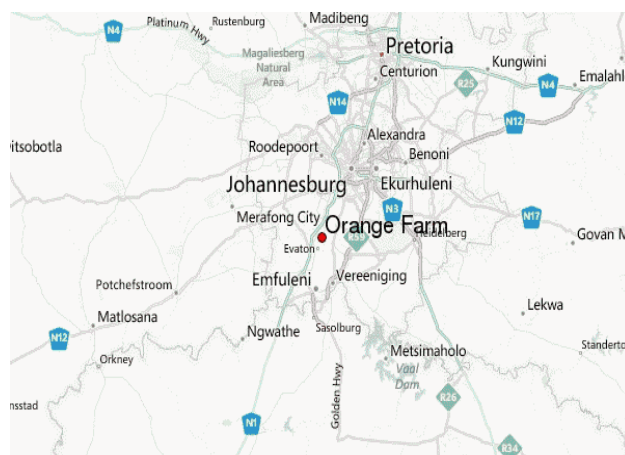 N4
Platinum Hwy
Rustenburg
Madibeng
Pretoria
Magaliesberg
Natural
Area
Centurion
Kungwini
R25
N4
Emalahl
N14
N12
Alexandra
itsobotla
Roodepoort
Benoni
Johannesburg
Ekurhuleni
Merafong City
N3
N17
Orange Farm
R59
Heidelberg
Evaton
Govan M
Potchefstroom
Emfuleni
Vereeniging
Lekwa
Matlosana
N12
Ngwathe
Sasolburg
Standerto
Orkney
Metsimaholo
Vaal
Dam
Golden Hwy
nsstad
R26
N1
R34